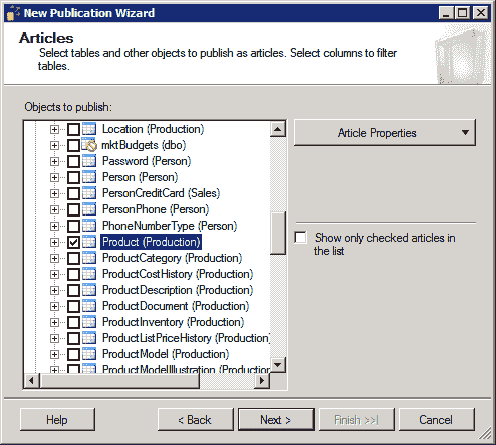 New Publication Wizard
Articles
Select tables and other objects to publish as articles. Select columns to filter
tables.
Objects to publish:
Location (Production)
mktBudgets (dbo)
Password (Person)
Person (Person)
PersonCreditCard (Sales)
PersonPhone (Person)
PhoneNumberType (Person)
Product (Production)
ProductCategory (Production)
ProductCostHistory (Production)
ProductDescription (Production)
ProductDocument (Production)
ProductInventory (Production)
ProductListPriceHistory (Production)
ProductModel (Production)
ProductModelIllustration (Production)
Article Properties
Show only checked articles in
the list
Help
< Back
Next >
Finish >>|
Cancel